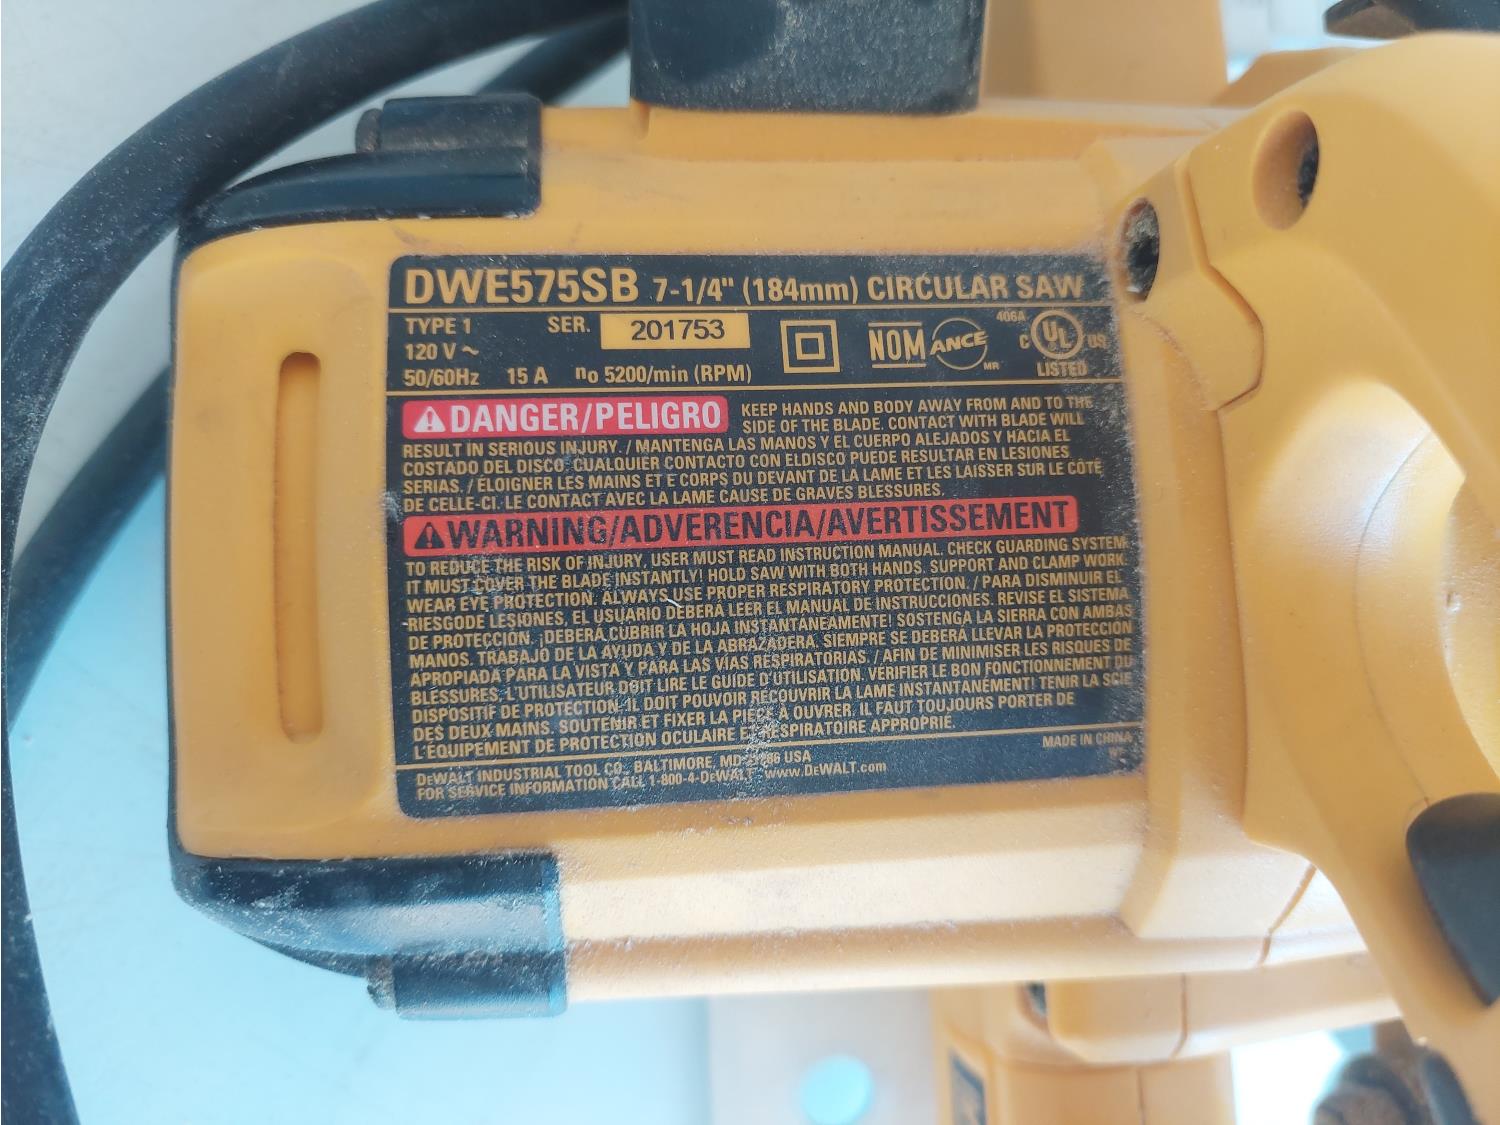 DWE575SB 7-1/4" (184mm) CIRCULAR SAW
TYPE 1 SER. 201753
120 V ~
50/60Hz 15 A no 5200/min (RPM)
NOM ANCE MR 406A C UL US LISTED
DANGER/PELIGRO KEEP HANDS AND BODY AWAY FROM AND TO THE
SIDE OF THE BLADE. CONTACT WITH BLADE WILL
RESULT IN SERIOUS INJURY. / MANTENGA LAS MANOS Y EL CUERPO ALEJADOS Y HACIA EL
COSTADO DEL DISCO. CUALQUIER CONTACTO CON ELDISCO PUEDE RESULTAR EN LESIONES
SERIAS. / ÉLOIGNER LES MAINS ET E CORPS DU DEVANT DE LA LAME ET LES LAISSER SUR LE CÔTÉ
DE CELLE-CI. LE CONTACT AVEC LA LAME CAUSE DE GRAVES BLESSURES.
WARNING/ADVERENCIA/AVERTISSEMENT
TO REDUCE THE RISK OF INJURY, USER MUST READ INSTRUCTION MANUAL. CHECK GUARDING SYSTEM
IT MUST COVER THE BLADE INSTANTLY! HOLD SAW WITH BOTH HANDS. SUPPORT AND CLAMP WORK.
WEAR EYE PROTECTION. ALWAYS USE PROPER RESPIRATORY PROTECTION. / PARA DISMINUIR EL
RIESGODE LESIONES, EL USUARIO DEBERÁ LEER EL MANUAL DE INSTRUCCIONES. REVISE EL SISTEMA
DE PROTECCIÓN. ¡DEBERÁ CUBRIR LA HOJA INSTANTÁNEAMENTE! SOSTENGA LA SIERRA CON AMBAS
MANOS. TRABAJO DE LA AYUDA Y DE LA ABRAZADERA. SIEMPRE SE DEBERÁ LLEVAR LA PROTECCIÓN
APROPIADA PARA LA VISTA Y PARA LAS VÍAS RESPIRATORIAS. / AFIN DE MINIMISER LES RISQUES DE
BLESSURES, L'UTILISATEUR DOIT LIRE LE GUIDE D'UTILISATION. VÉRIFIER LE BON FONCTIONNEMENT DU
DISPOSITIF DE PROTECTION. IL DOIT POUVOIR RECOUVRIR LA LAME INSTANTANÉMENT! TENIR LA SCIE
DES DEUX MAINS. SOUTENIR ET FIXER LA PIÈCE À OUVRER. IL FAUT TOUJOURS PORTER DE
L'ÉQUIPEMENT DE PROTECTION OCULAIRE ET RESPIRATOIRE APPROPRIÉ.
DEWALT INDUSTRIAL TOOL CO., BALTIMORE, MD 21286 USA MADE IN CHINA
FOR SERVICE INFORMATION CALL 1-800-4-DEWALT www.DEWALT.com